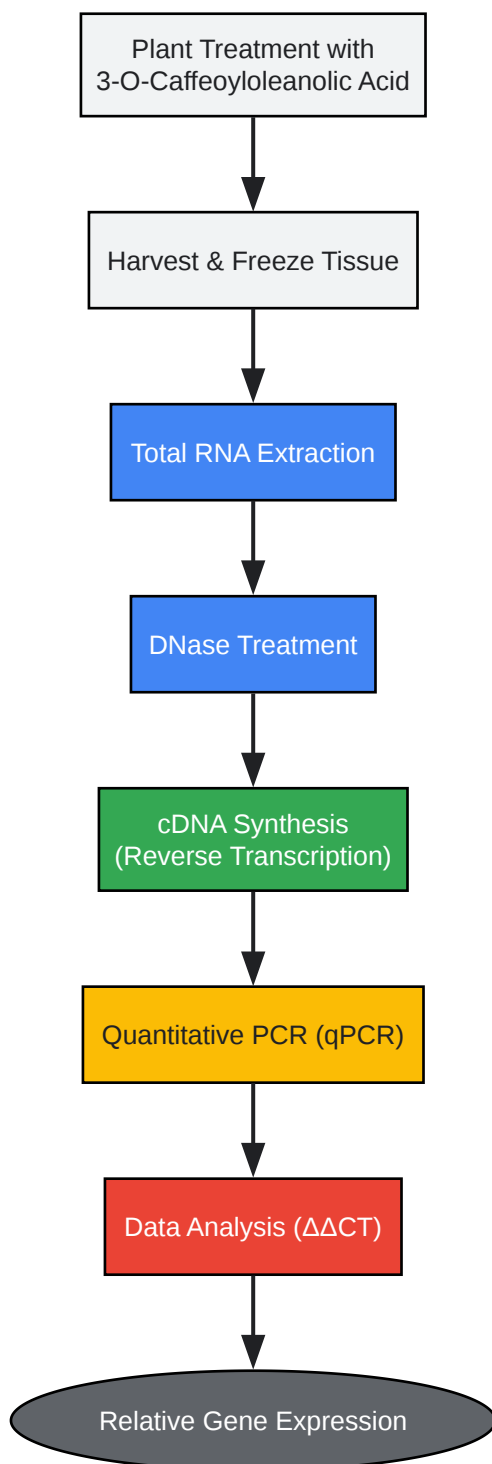 Plant Treatment with
3-O-Caffeoyloleanolic Acid
Harvest & Freeze Tissue
Total RNA Extraction
DNase Treatment
cDNA Synthesis
(Reverse Transcription)
Quantitative PCR (qPCR)
Data Analysis (ΔΔCT)
Relative Gene Expression